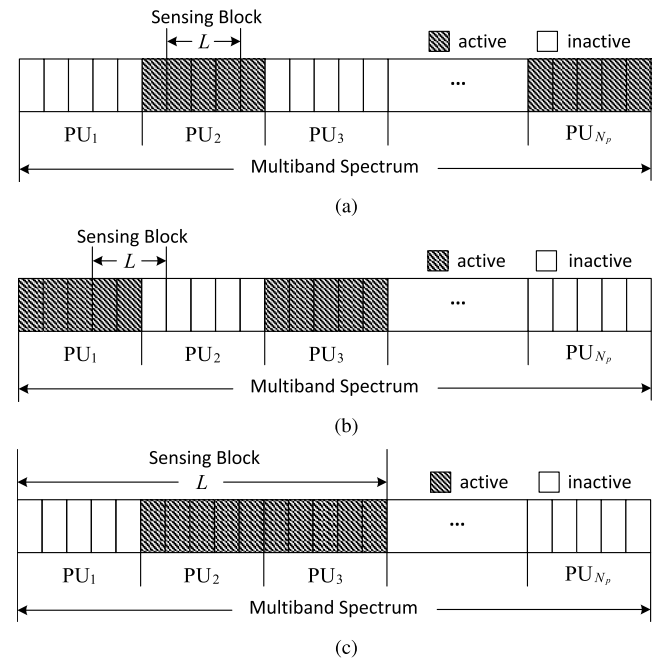 Sensing Block
L
active inactive
...
PU1 PU2 PU3 PUNp
Multiband Spectrum
(a)
Sensing Block
L
active inactive
...
PU1 PU2 PU3 PUNp
Multiband Spectrum
(b)
Sensing Block
L
active inactive
...
PU1 PU2 PU3 PUNp
Multiband Spectrum
(c)